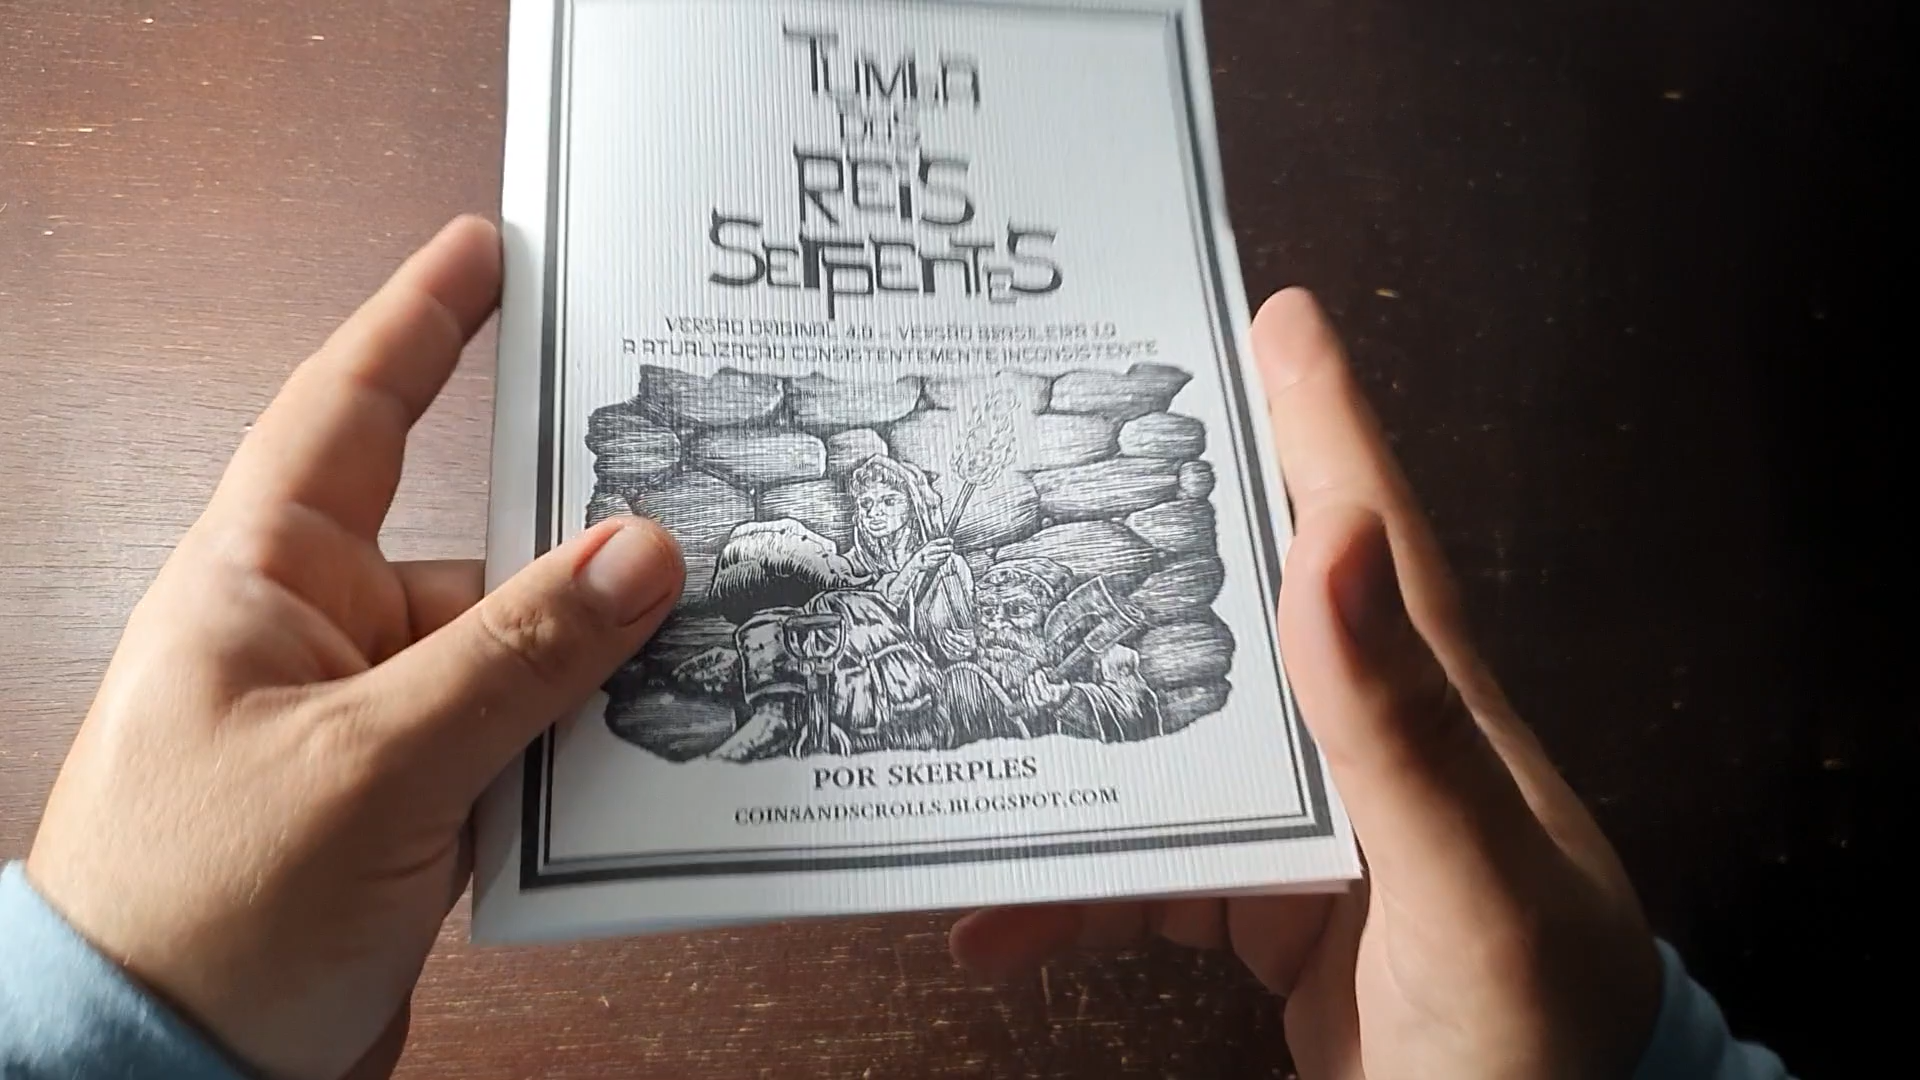 TUMBA
DOS
REIS
SERPENTES
VERSÃO ORIGINAL 4.0 - VERSÃO BRASILEIRA 1.0
A ATUALIZAÇÃO CONSISTENTEMENTE INCONSISTENTE
POR SKERPLES
COINSANDSCROLLS.BLOGSPOT.COM